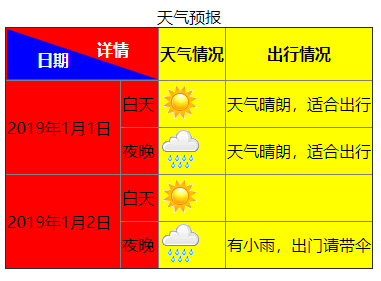 天气预报
详情
日期
天气情况
出行情况
2019年1月1日
白天
天气晴朗，适合出行
夜晚
天气晴朗，适合出行
2019年1月2日
白天
夜晚
有小雨，出门请带伞